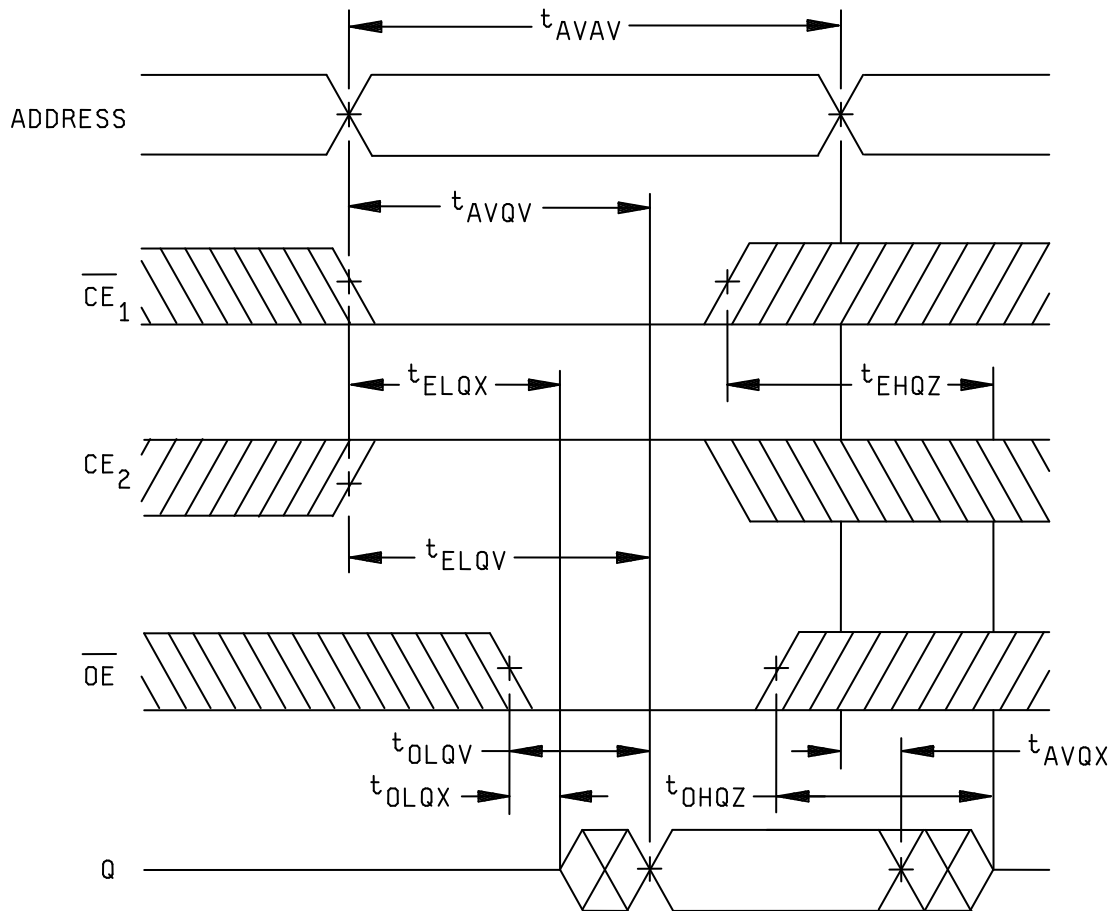 tAVAV
ADDRESS
tAVQV
CE1
tELQX
tEHQZ
CE2
tELQV
OE
tOLQV
tAVQX
tOLQX
tOHQZ
Q